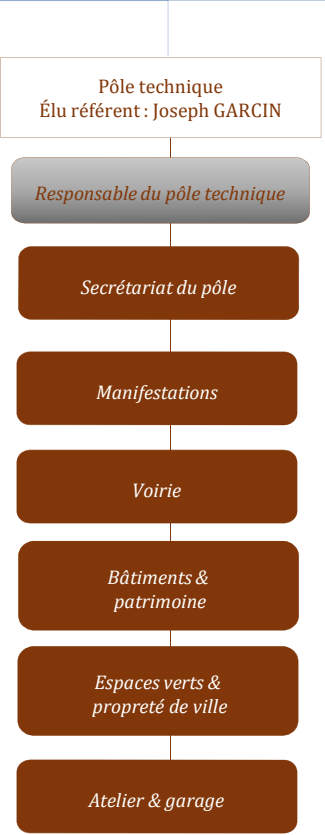 Pôle technique
Élu référent : Joseph GARCIN
Responsable du pôle technique
Secrétariat du pôle
Manifestations
Voirie
Bâtiments &
patrimoine
Espaces verts &
propreté de ville
Atelier & garage